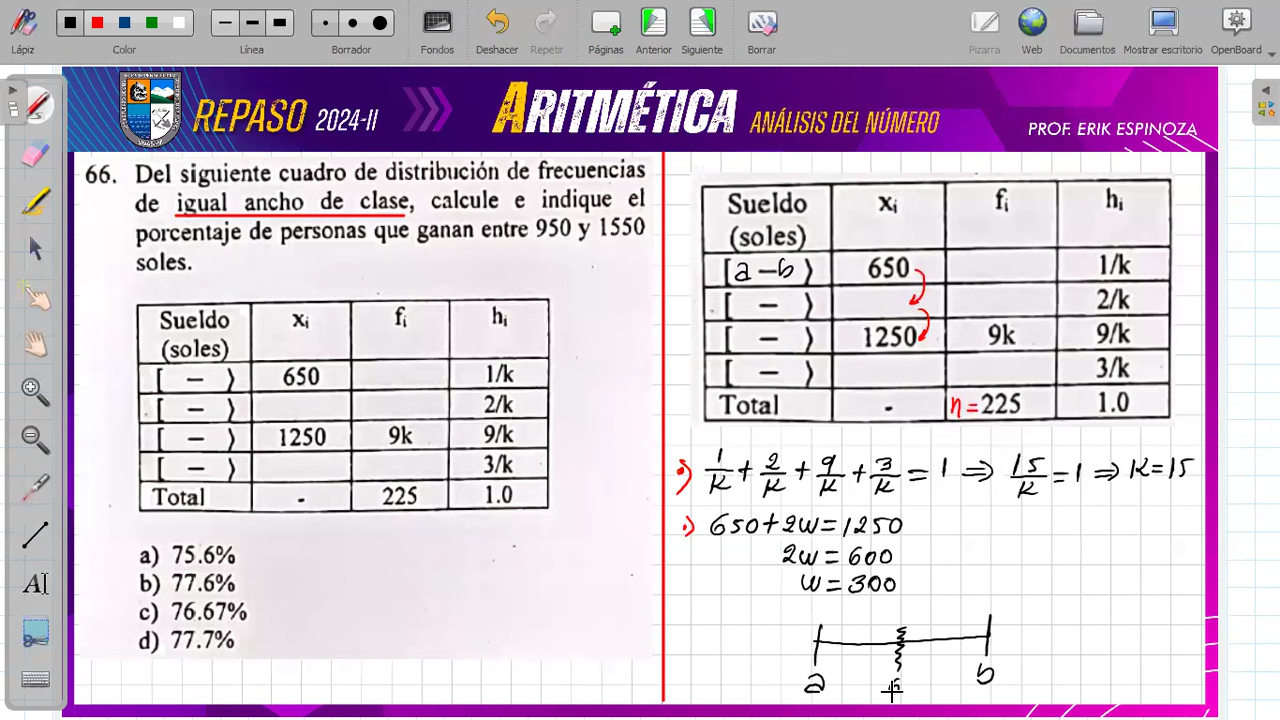 Lápiz Color Línea Borrador Fondos Deshacer Repetir Páginas Anterior Siguiente Borrar Pizarra Web Documentos Mostrar escritorio OpenBoard
REPASO 2024-II
ARITMÉTICA ANÁLISIS DEL NÚMERO
PROF. ERIK ESPINOZA
66. Del siguiente cuadro de distribución de frecuencias
de igual ancho de clase, calcule e indique el
porcentaje de personas que ganan entre 950 y 1550
soles.
Sueldo (soles) xi fi hi
[ – ⟩ 650 1/k
[ – ⟩ 2/k
[ – ⟩ 1250 9k 9/k
[ – ⟩ 3/k
Total - 225 1.0
a) 75.6%
b) 77.6%
c) 76.67%
d) 77.7%
Sueldo (soles) xi fi hi
[a – b ⟩ 650 1/k
[ – ⟩ 2/k
[ – ⟩ 1250 9k 9/k
[ – ⟩ 3/k
Total - n=225 1.0
•) 1/K + 2/K + 9/K + 3/K = 1 ⇒ 15/K = 1 ⇒ K=15
•) 650+2w=1250
2w=600
w=300
a b
AI